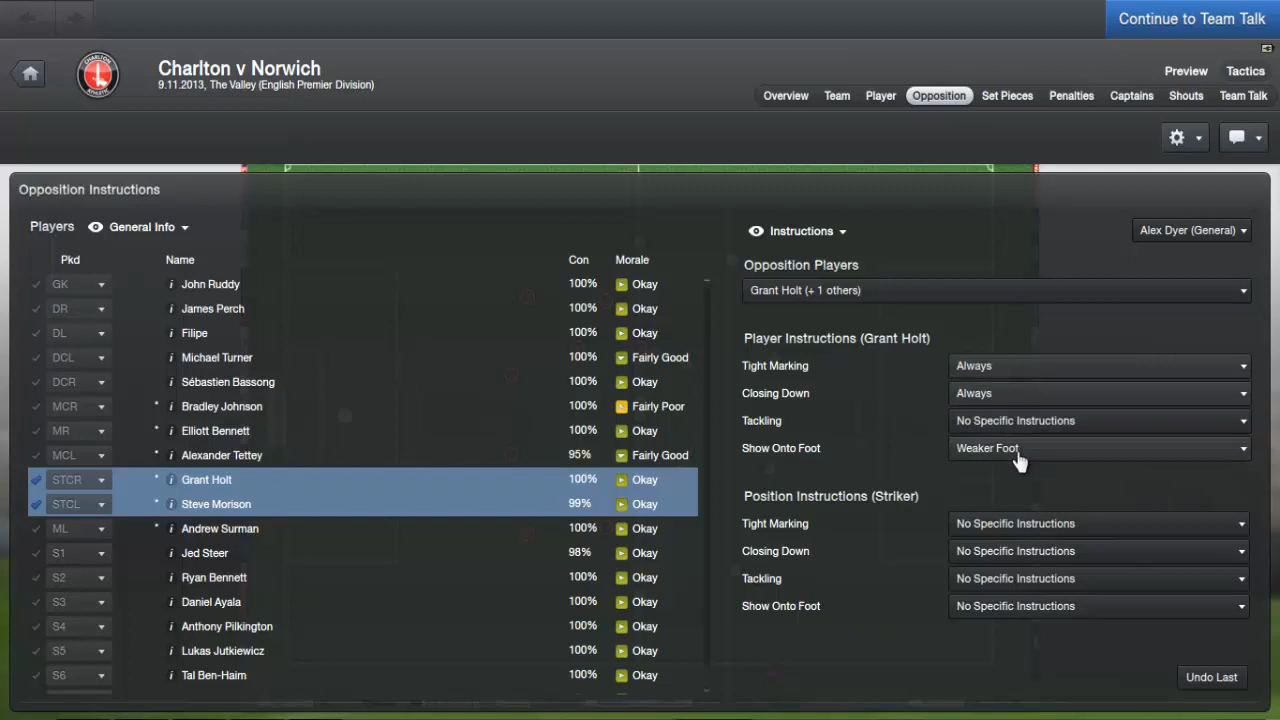 Continue to Team Talk
Charlton v Norwich
9.11.2013, The Valley (English Premier Division)
Preview Tactics
Overview Team Player Opposition Set Pieces Penalties Captains Shouts Team Talk
Opposition Instructions
Players General Info
Pkd Name Con Morale
GK i John Ruddy 100% Okay
DR i James Perch 100% Okay
DL i Filipe 100% Okay
DCL i Michael Turner 100% Fairly Good
DCR i Sébastien Bassong 100% Okay
MCR * i Bradley Johnson 100% Fairly Poor
MR * i Elliott Bennett 100% Okay
MCL * i Alexander Tettey 95% Fairly Good
STCR * i Grant Holt 100% Okay
STCL * i Steve Morison 99% Okay
ML * i Andrew Surman 100% Okay
S1 i Jed Steer 98% Okay
S2 i Ryan Bennett 100% Okay
S3 i Daniel Ayala 100% Okay
S4 i Anthony Pilkington 100% Okay
S5 i Lukas Jutkiewicz 100% Okay
S6 i Tal Ben-Haim 100% Okay
Instructions Alex Dyer (General)
Opposition Players
Grant Holt (+ 1 others)
Player Instructions (Grant Holt)
Tight Marking Always
Closing Down Always
Tackling No Specific Instructions
Show Onto Foot Weaker Foot
Position Instructions (Striker)
Tight Marking No Specific Instructions
Closing Down No Specific Instructions
Tackling No Specific Instructions
Show Onto Foot No Specific Instructions
Undo Last